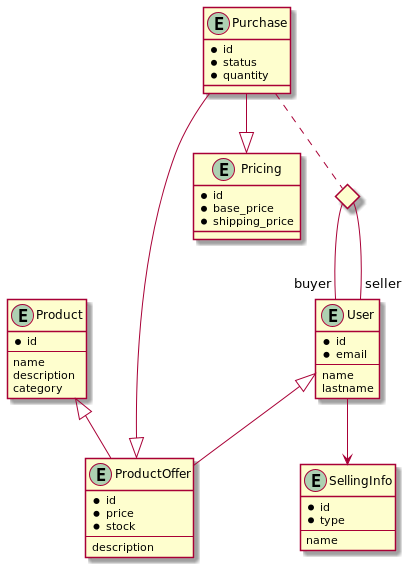 E Purchase
id
status
quantity
E Pricing
id
base_price
shipping_price
buyer
seller
E Product
id
name
description
category
E User
id
email
name
lastname
E ProductOffer
id
price
stock
description
E SellingInfo
id
type
name